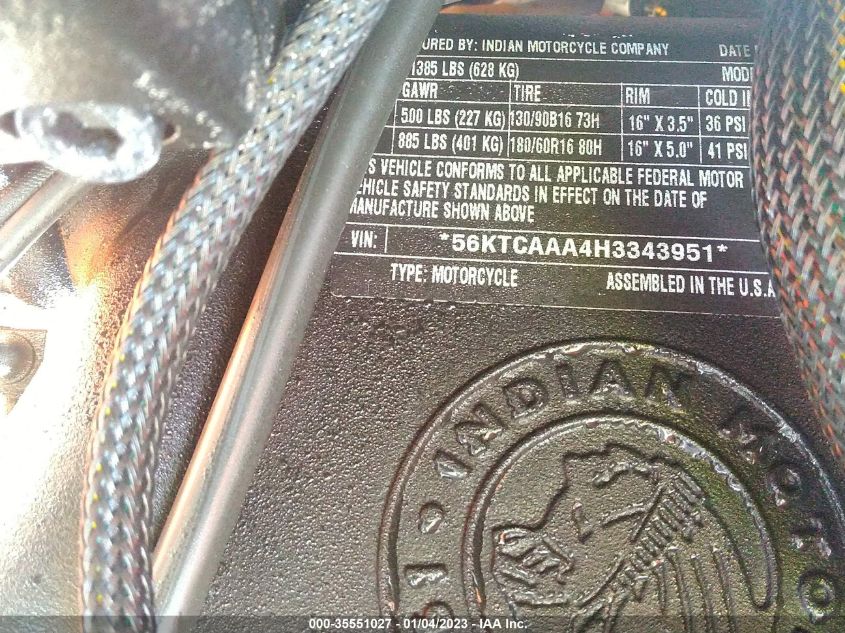 URED BY: INDIAN MOTORCYCLE COMPANY DATE
1385 LBS (628 KG)
GAWR TIRE RIM COLD
500 LBS (227 KG) 130/90B16 73H 16" X 3.5" 36 PSI
885 LBS (401 KG) 180/60R16 80H 16" X 5.0" 41 PSI
VEHICLE CONFORMS TO ALL APPLICABLE FEDERAL MOTOR
VEHICLE SAFETY STANDARDS IN EFFECT ON THE DATE OF
MANUFACTURE SHOWN ABOVE
VIN: *56KTCAAA4H3343951*
TYPE: MOTORCYCLE ASSEMBLED IN THE U.S.A
INDIAN MOTO
000-35551027 - 01/04/2023 - IAA Inc.